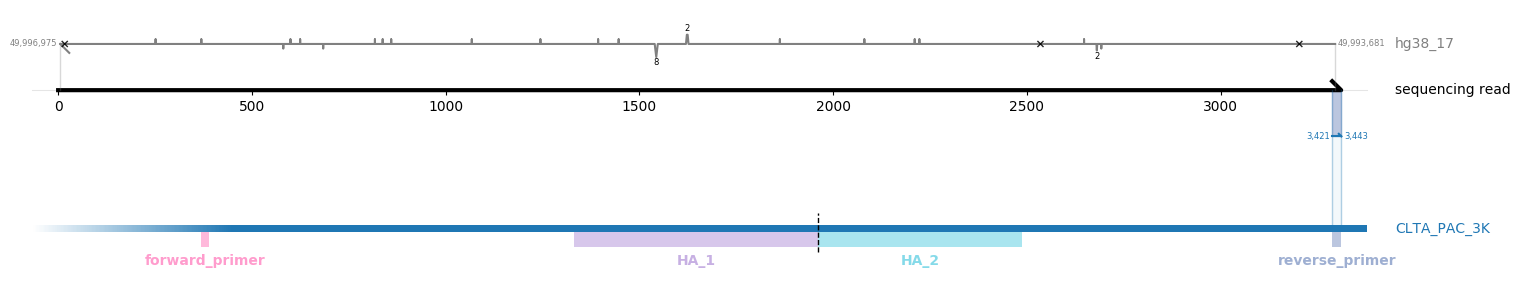 2
49,996,975
49,993,681
hg38_17
8
2
sequencing read
0
500
1000
1500
2000
2500
3000
3,421
3,443
CLTA_PAC_3K
forward_primer
HA_1
HA_2
reverse_primer